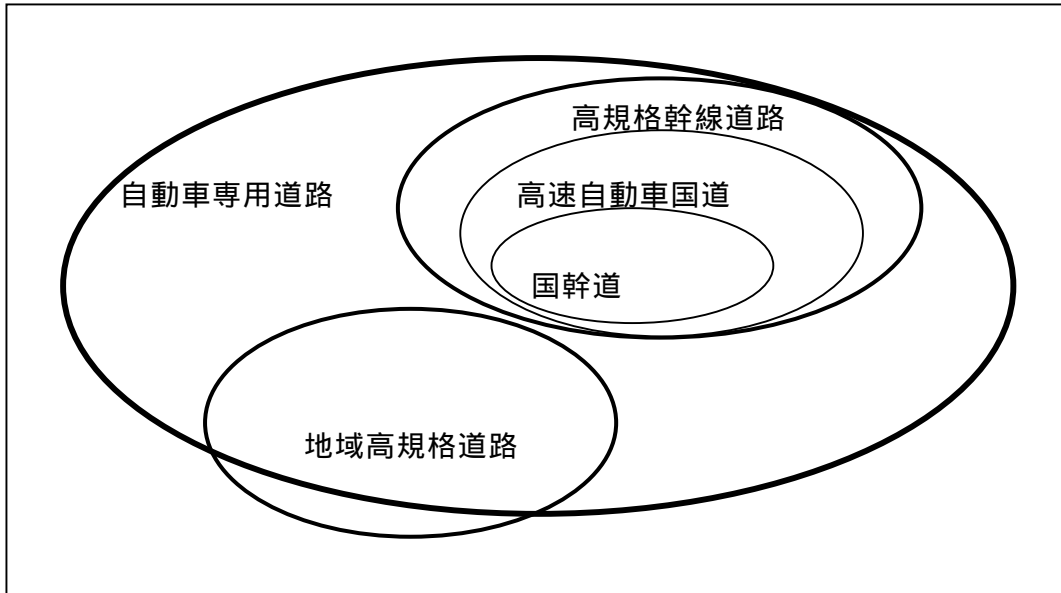 高規格幹線道路
自動車専用道路
高速自動車国道
国幹道
地域高規格道路